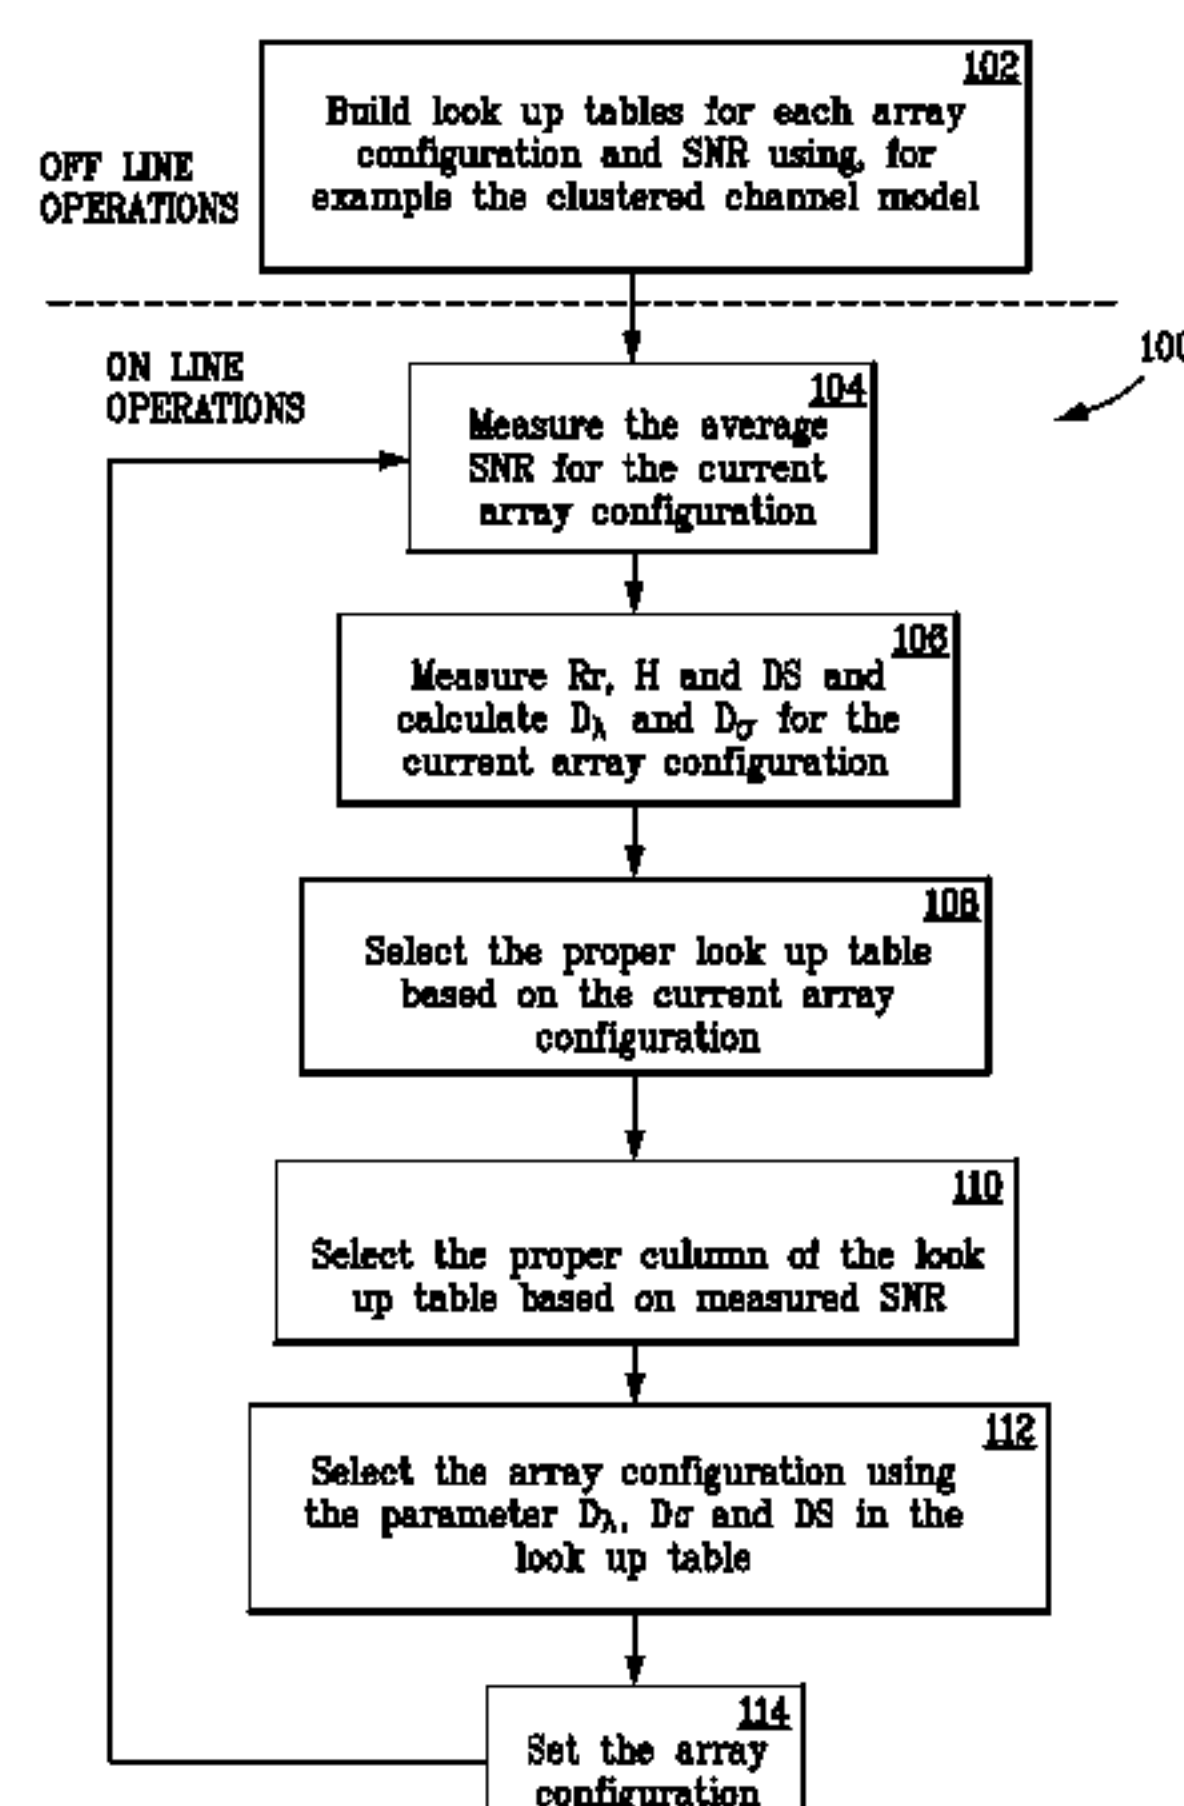 102
Build look up tables for each array
configuration and SNR using, for
example the clustered channel model
OFF LINE
OPERATIONS
ON LINE
OPERATIONS
100
104
Measure the average
SNR for the current
array configuration
106
Measure Rr, H and DS and
calculate Dλ and Dσ for the
current array configuration
108
Select the proper look up table
based on the current array
configuration
110
Select the proper culumn of the look
up table based on measured SNR
112
Select the array configuration using
the parameter Dλ, Dσ and DS in the
look up table
114
Set the array
configuration